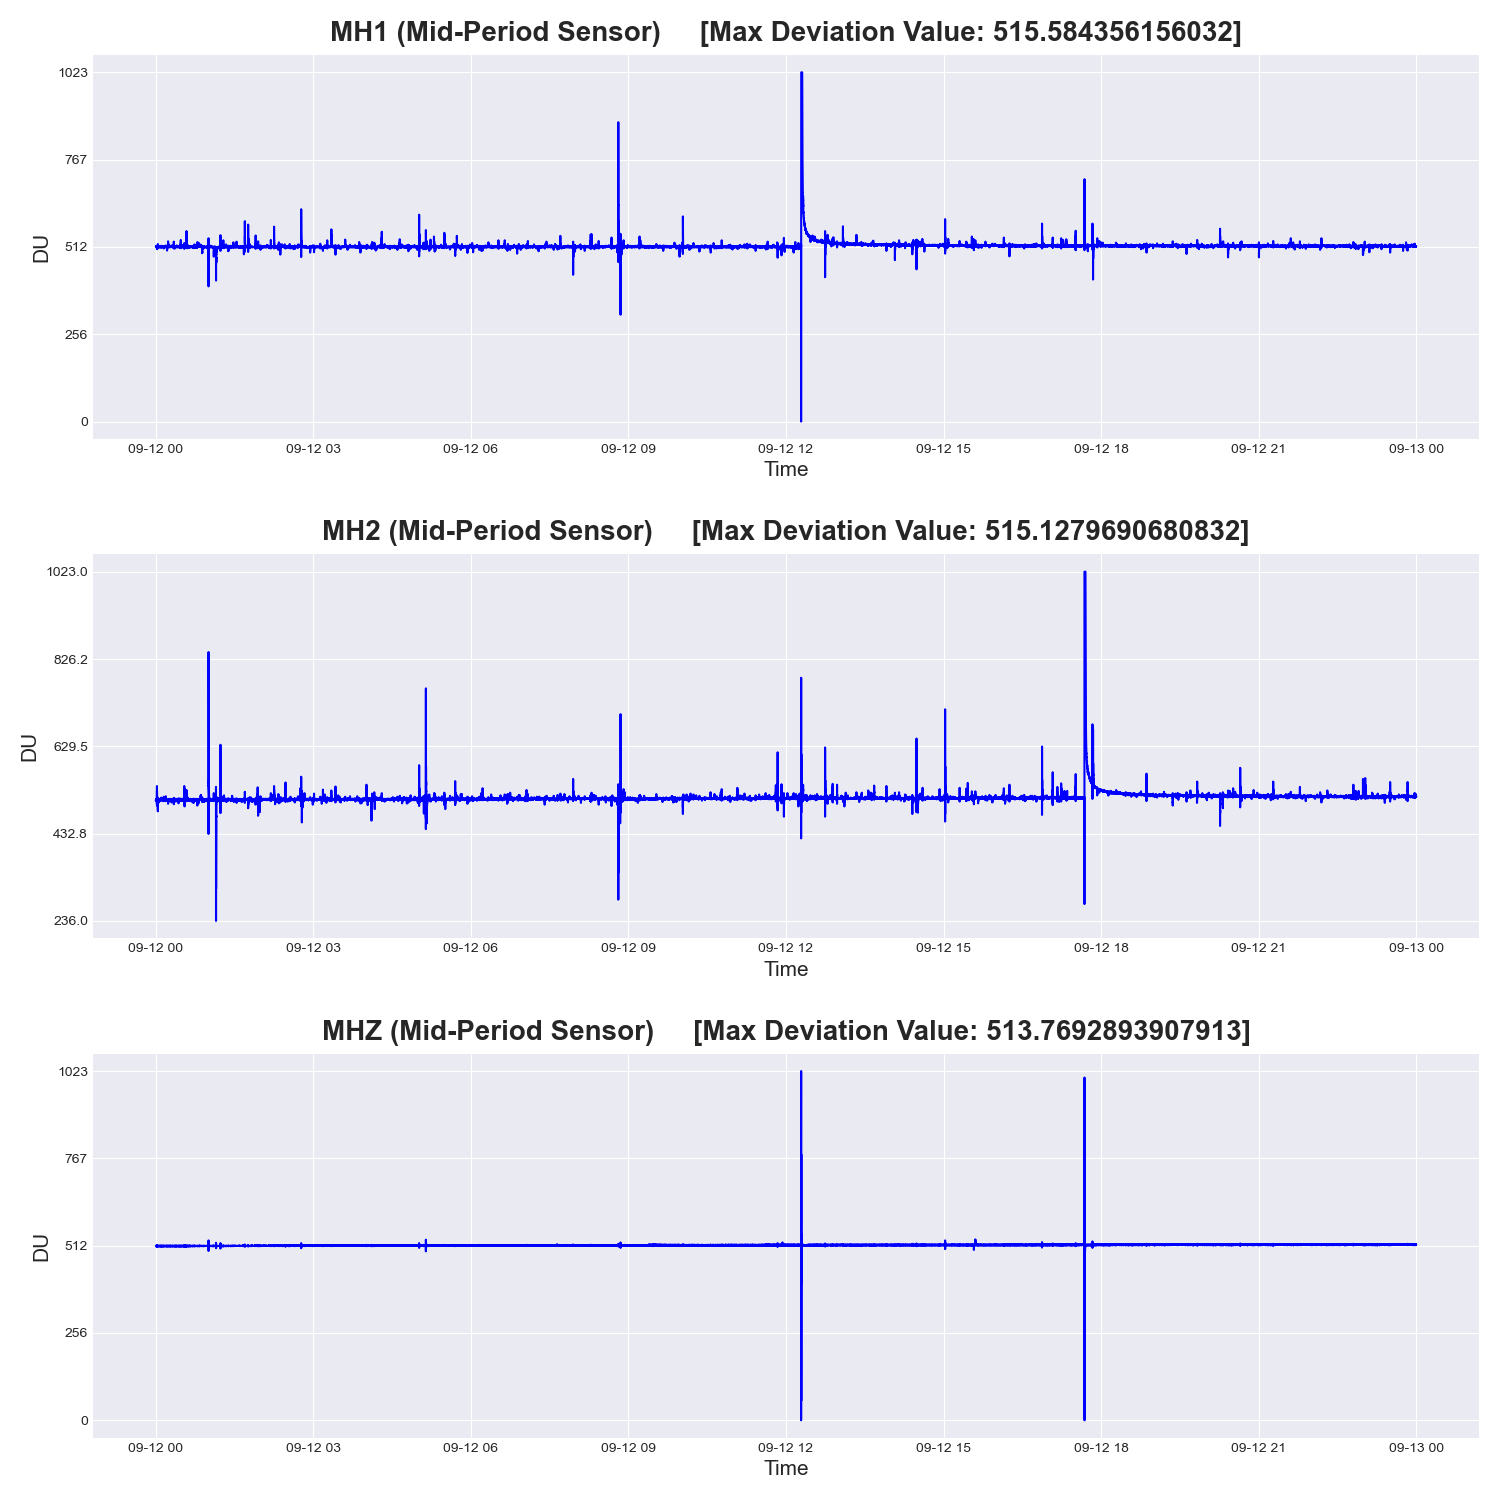 MH1 (Mid-Period Sensor) [Max Deviation Value: 515.584356156032]
1023
767
512
256
0
DU
09-12 00 09-12 03 09-12 06 09-12 09 09-12 12 09-12 15 09-12 18 09-12 21 09-13 00
Time
MH2 (Mid-Period Sensor) [Max Deviation Value: 515.1279690680832]
1023.0
826.2
629.5
432.8
236.0
DU
09-12 00 09-12 03 09-12 06 09-12 09 09-12 12 09-12 15 09-12 18 09-12 21 09-13 00
Time
MHZ (Mid-Period Sensor) [Max Deviation Value: 513.7692893907913]
1023
767
512
256
0
DU
09-12 00 09-12 03 09-12 06 09-12 09 09-12 12 09-12 15 09-12 18 09-12 21 09-13 00
Time